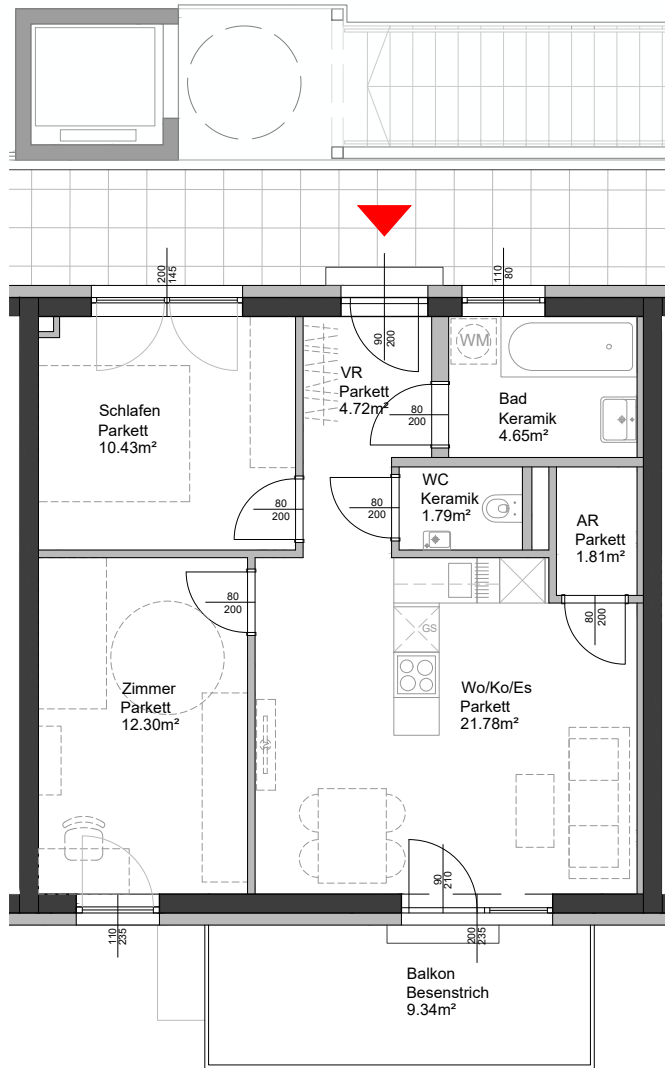 200
145
110
80
90
200
WM
VR
Parkett
4.72m²
Schlafen
Parkett
10.43m²
Bad
Keramik
4.65m²
80
200
WC
Keramik
1.79m²
80
200
80
200
AR
Parkett
1.81m²
80
200
80
200
GS
Zimmer
Parkett
12.30m²
Wo/Ko/Es
Parkett
21.78m²
90
210
110
235
200
235
Balkon
Besenstrich
9.34m²